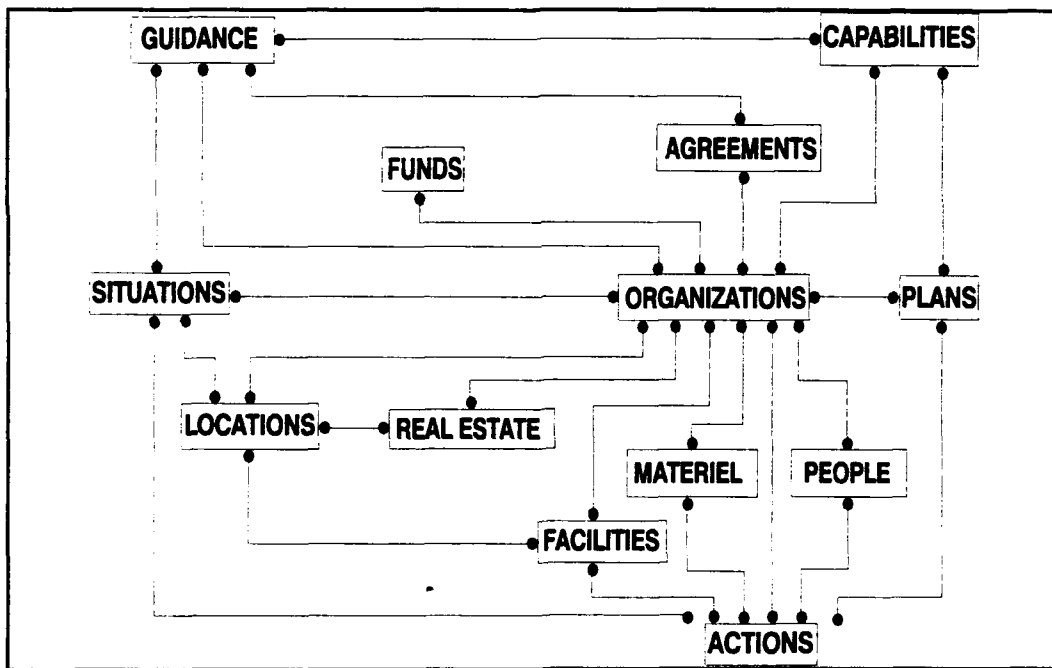 GUIDANCE
CAPABILITIES
AGREEMENTS
FUNDS
SITUATIONS
ORGANIZATIONS
PLANS
LOCATIONS
REAL ESTATE
MATERIEL
PEOPLE
FACILITIES
ACTIONS